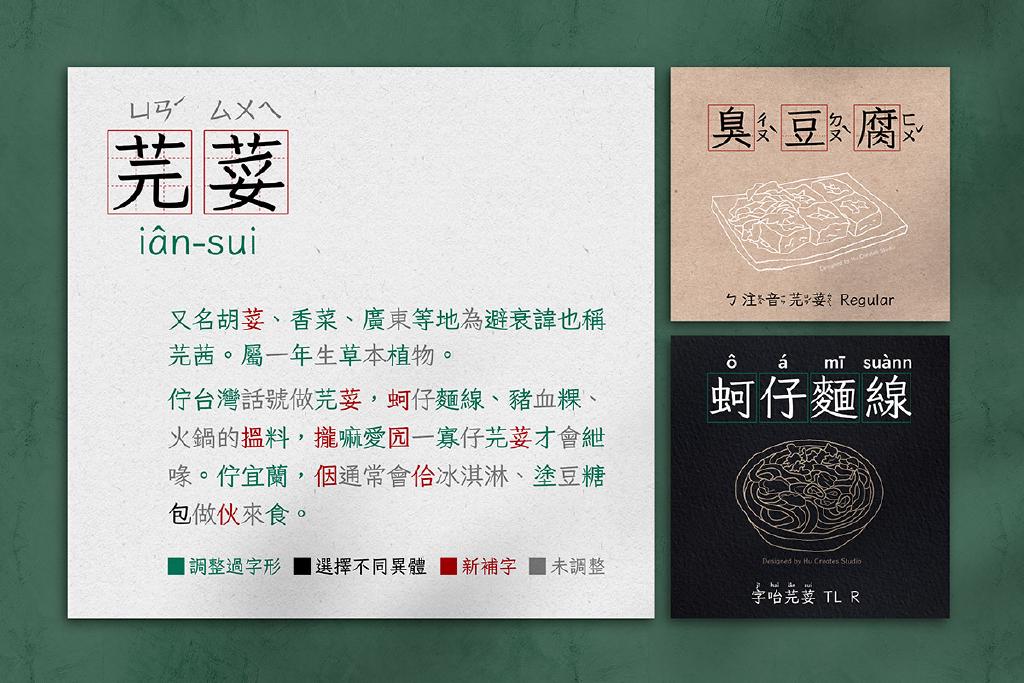 ㄩㄢˊ ㄙㄨㄟ
芫荽
iân-sui
又名胡荽、香菜、廣東等地為避衰諱也稱
芫茜。屬一年生草本植物。
佇台灣話號做芫荽，蚵仔麵線、豬血粿、
火鍋的搵料，攏嘛愛囥一寡仔芫荽才會紲
喙。佇宜蘭，個通常會佮冰淇淋、塗豆糖
包做伙來食。
調整過字形 選擇不同異體 新補字 未調整
臭ㄔㄡˋ豆ㄉㄡˋ腐ㄈㄨˇ
Designed by Hu Creates Studio
ㄅ注音芫荽 Regular
ô á mī suànn
蚵仔麵線
Designed by Hu Creates Studio
jī hai iân sui
字咍芫荽 TL R